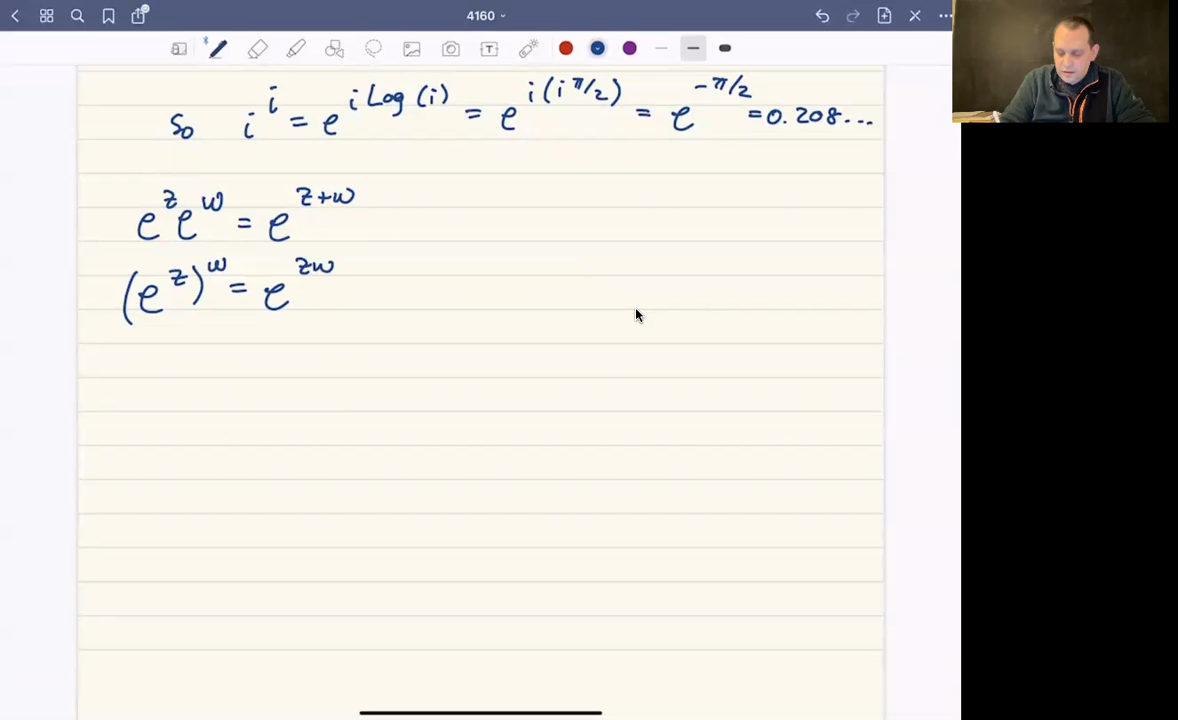 4160
So i^i = e^{i Log(i)} = e^{i(iπ/2)} = e^{-π/2} = 0.208...
e^z e^w = e^{z+w}
(e^z)^w = e^{zw}